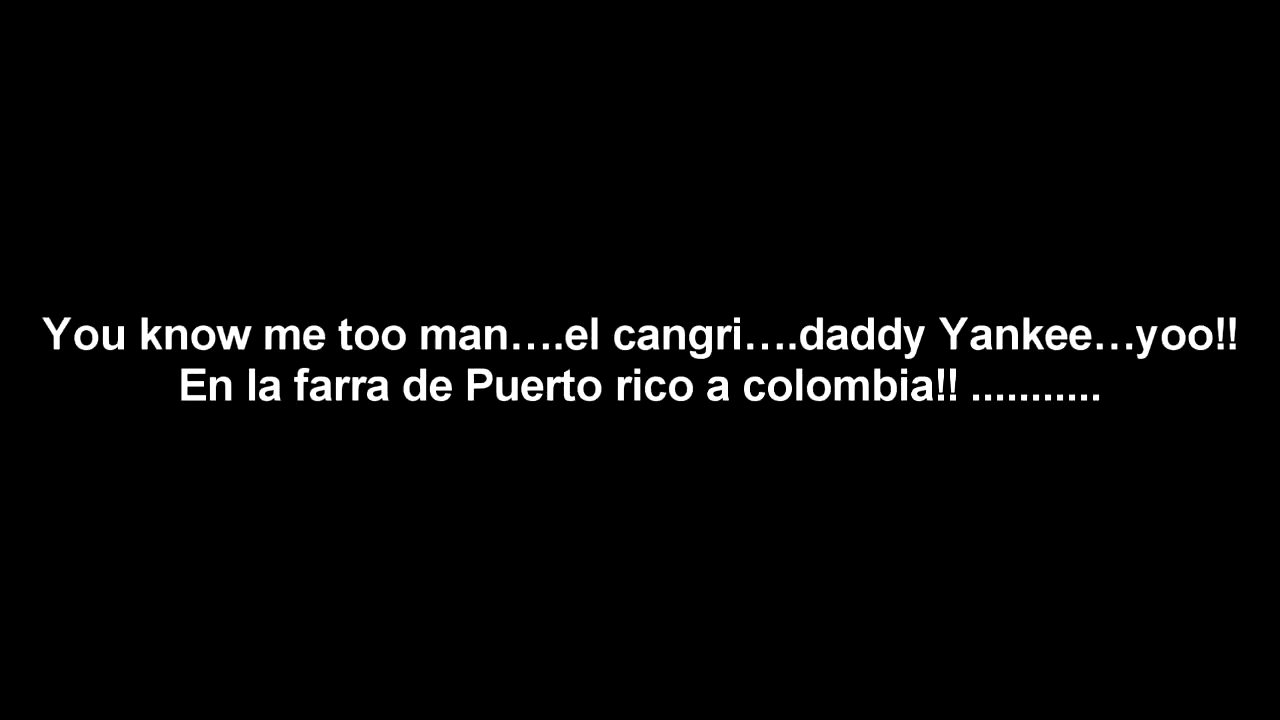 You know me too man….el cangri….daddy Yankee…yoo!!
En la farra de Puerto rico a colombia!! ...........